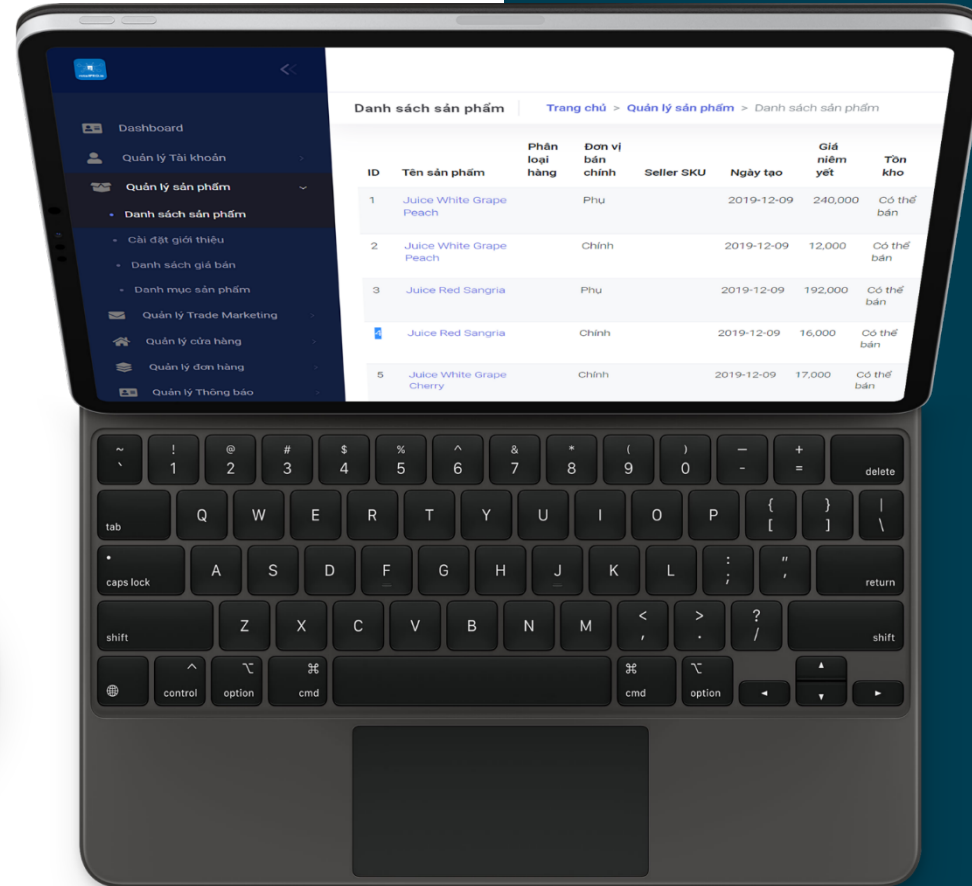 Dashboard
Quản lý Tài khoản
Quản lý sản phẩm
Danh sách sản phẩm
Cài đặt giới thiệu
Danh sách giá bán
Danh mục sản phẩm
Quản lý Trade Marketing
Quản lý cửa hàng
Quản lý đơn hàng
Quản lý Thông báo
Danh sách sản phẩm Trang chủ > Quản lý sản phẩm > Danh sách sản phẩm
ID Tên sản phẩm Phân loại hàng Đơn vị bán chính Seller SKU Ngày tạo Giá niêm yết Tồn kho
1 Juice White Grape Peach Phụ 2019-12-09 240,000 Có thể bán
2 Juice White Grape Peach Chính 2019-12-09 12,000 Có thể bán
3 Juice Red Sangria Phụ 2019-12-09 192,000 Có thể bán
4 Juice Red Sangria Chính 2019-12-09 16,000 Có thể bán
5 Juice White Grape Cherry Chính 2019-12-09 17,000 Có thể bán
~ ! @ # $ % ^ & * ( ) — +
` 1 2 3 4 5 6 7 8 9 0 - = delete
tab Q W E R T Y U I O P { [ } ] | \
caps lock A S D F G H J K L : ; " ' return
shift Z X C V B N M < , > . ? / shift
control option cmd cmd option